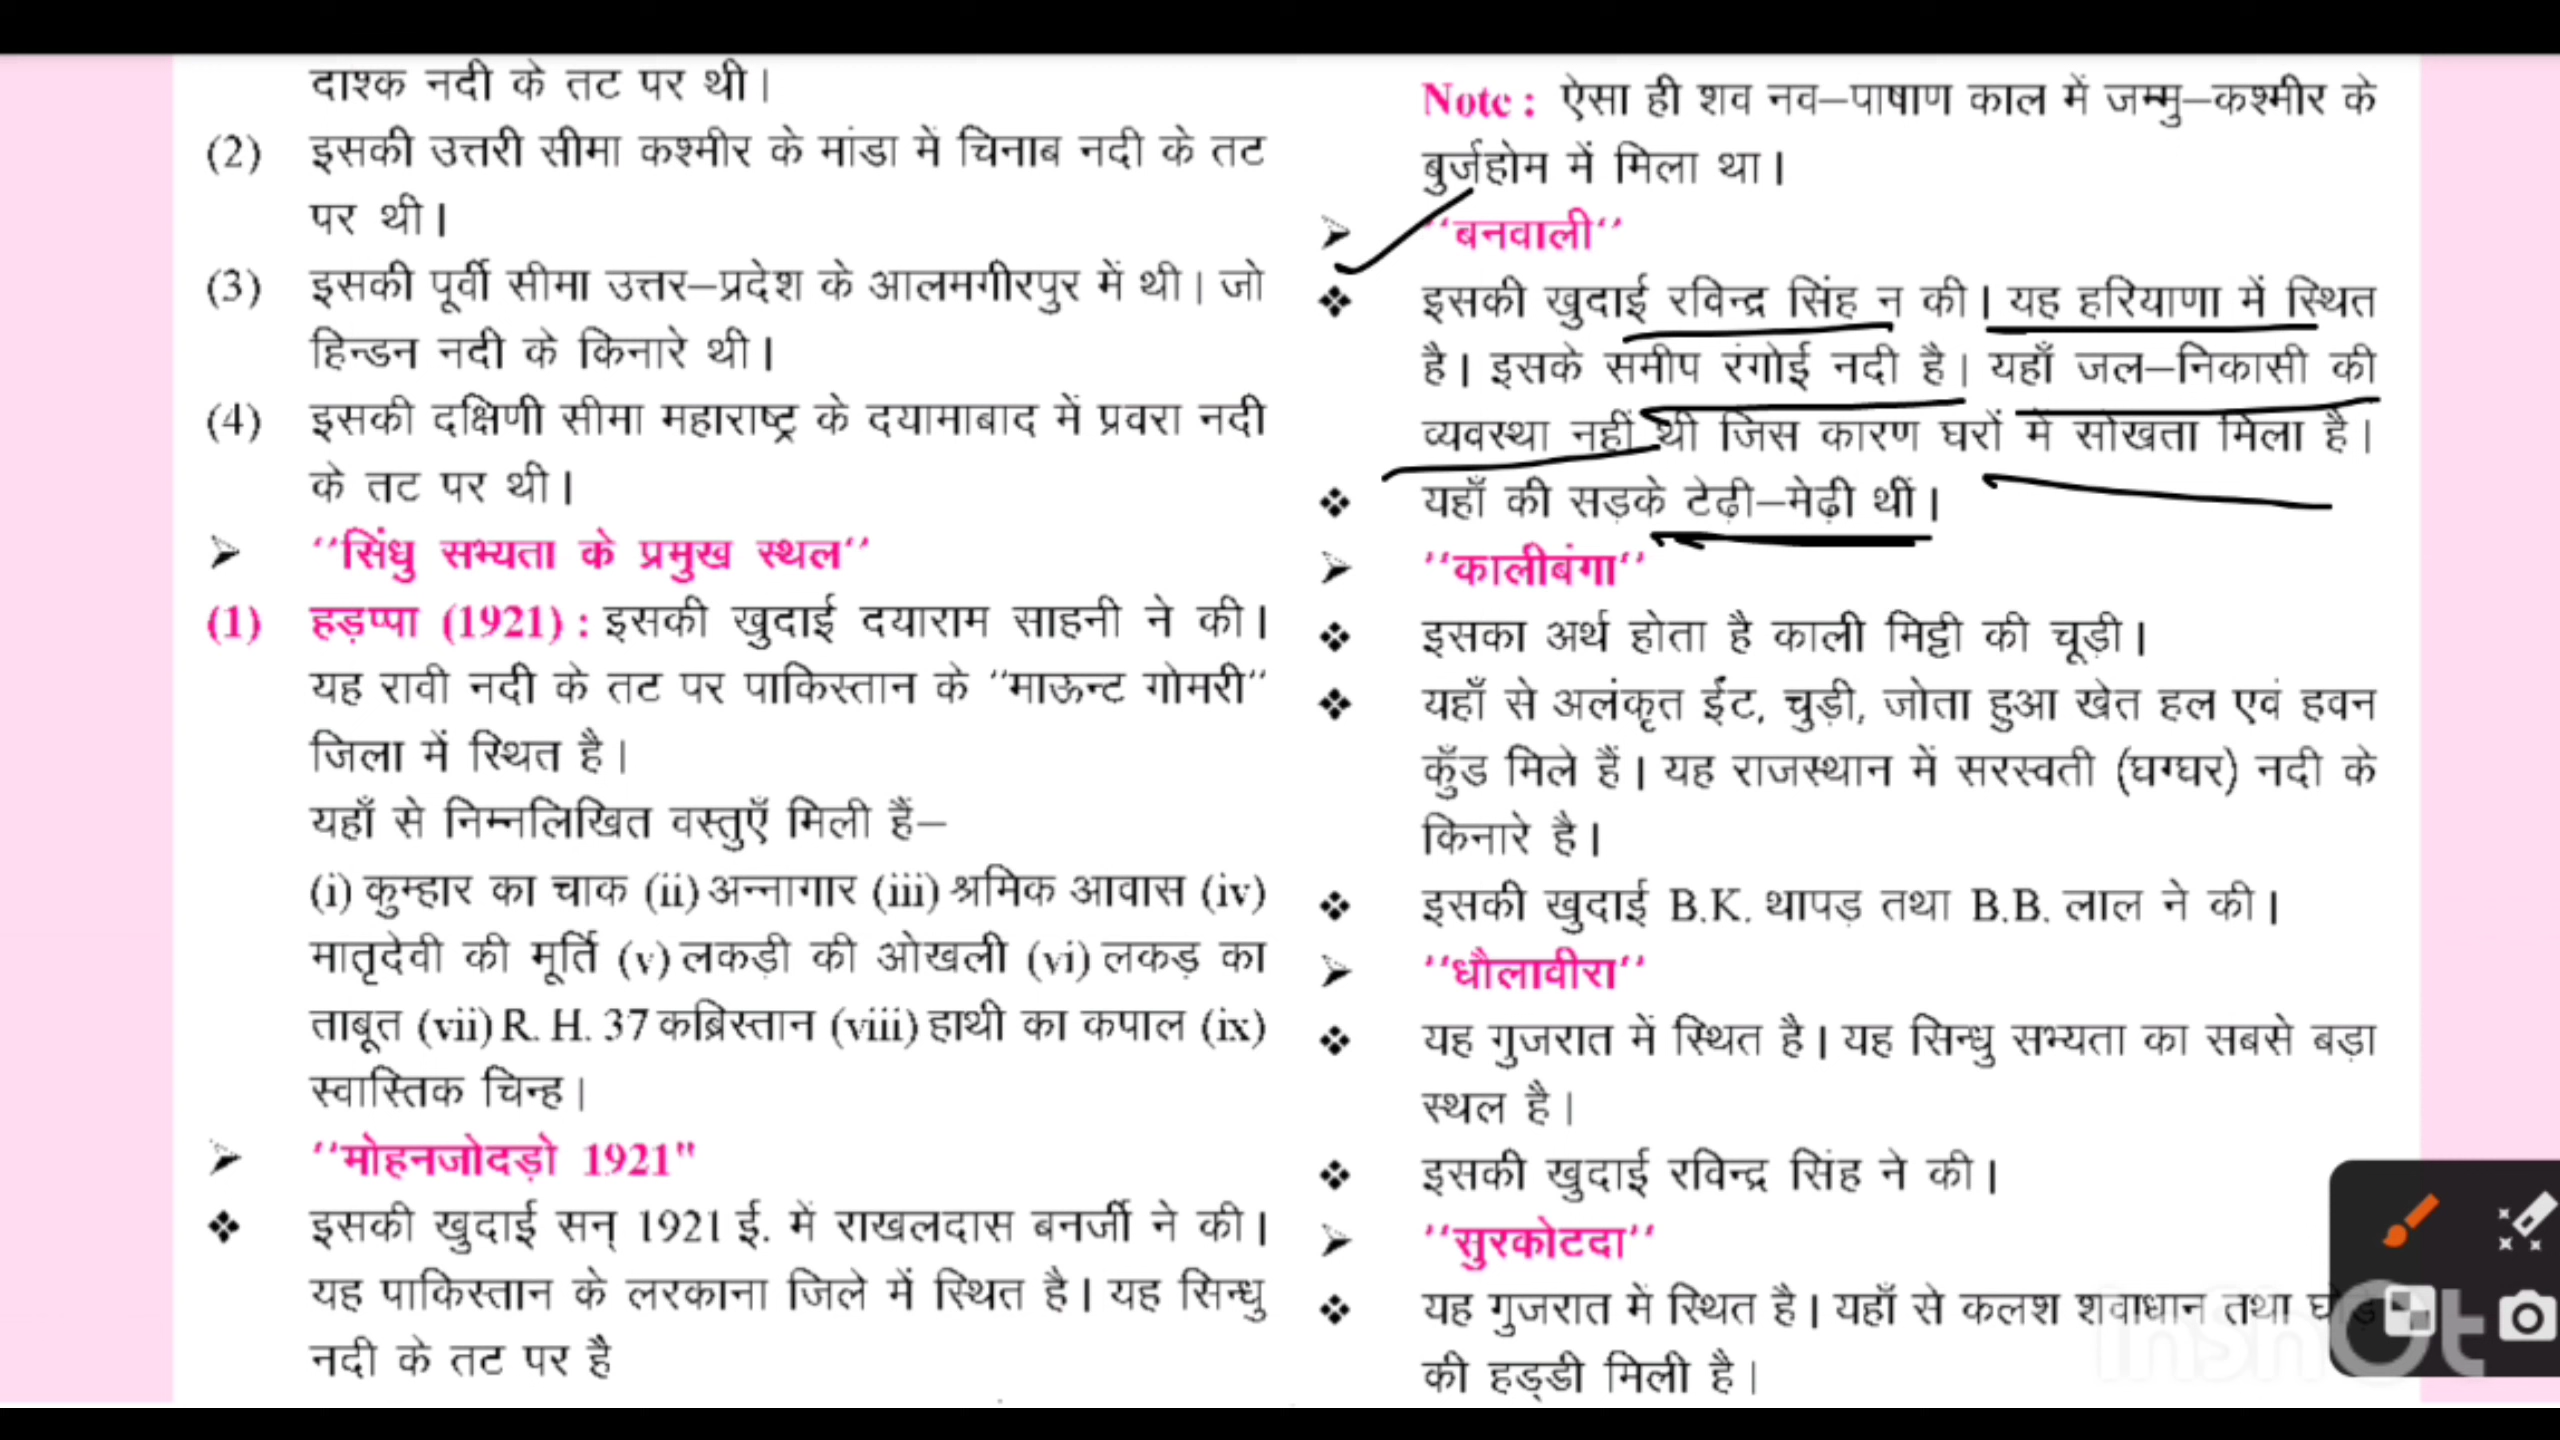 दाश्क नदी के तट पर थी।
(2) इसकी उत्तरी सीमा कश्मीर के मांडा में चिनाब नदी के तट
पर थी।
(3) इसकी पूर्वी सीमा उत्तर–प्रदेश के आलमगीरपुर में थी। जो
हिन्डन नदी के किनारे थी।
(4) इसकी दक्षिणी सीमा महाराष्ट्र के दयामाबाद में प्रवरा नदी
के तट पर थी।
➢ ‘‘सिंधु सभ्यता के प्रमुख स्थल‘‘
(1) हड़प्पा (1921) : इसकी खुदाई दयाराम साहनी ने की।
यह रावी नदी के तट पर पाकिस्तान के ‘‘माऊन्ट गोमरी‘‘
जिला में स्थित है।
यहाँ से निम्नलिखित वस्तुएँ मिली हैं–
(i) कुम्हार का चाक (ii) अन्नागार (iii) श्रमिक आवास (iv)
मातृदेवी की मूर्ति (v) लकड़ी की ओखली (vi) लकड़ का
ताबूत (vii) R. H. 37 कब्रिस्तान (viii) हाथी का कपाल (ix)
स्वास्तिक चिन्ह।
➢ ‘‘मोहनजोदड़ो 1921"
❖ इसकी खुदाई सन् 1921 ई. में राखलदास बनर्जी ने की।
यह पाकिस्तान के लरकाना जिले में स्थित है। यह सिन्धु
नदी के तट पर है
Note : ऐसा ही शव नव–पाषाण काल में जम्मु–कश्मीर के
बुर्जहोम में मिला था।
➢ ‘‘बनवाली‘‘
❖ इसकी खुदाई रविन्द्र सिंह न की। यह हरियाणा में स्थित
है। इसके समीप रंगोई नदी है। यहाँ जल–निकासी की
व्यवस्था नहीं थी जिस कारण घरों में सोखता मिला है।
❖ यहाँ की सड़के टेढ़ी–मेढ़ी थीं।
➢ ‘‘कालीबंगा‘‘
❖ इसका अर्थ होता है काली मिट्टी की चूड़ी।
❖ यहाँ से अलंकृत ईंट, चुड़ी, जोता हुआ खेत हल एवं हवन
कुँड मिले हैं। यह राजस्थान में सरस्वती (घग्घर) नदी के
किनारे है।
❖ इसकी खुदाई B.K. थापड़ तथा B.B. लाल ने की।
➢ ‘‘धौलावीरा‘‘
❖ यह गुजरात में स्थित है। यह सिन्धु सभ्यता का सबसे बड़ा
स्थल है।
❖ इसकी खुदाई रविन्द्र सिंह ने की।
➢ ‘‘सुरकोटदा‘‘
❖ यह गुजरात में स्थित है। यहाँ से कलश शवाधान तथा
की हड्डी मिली है।
InShOt